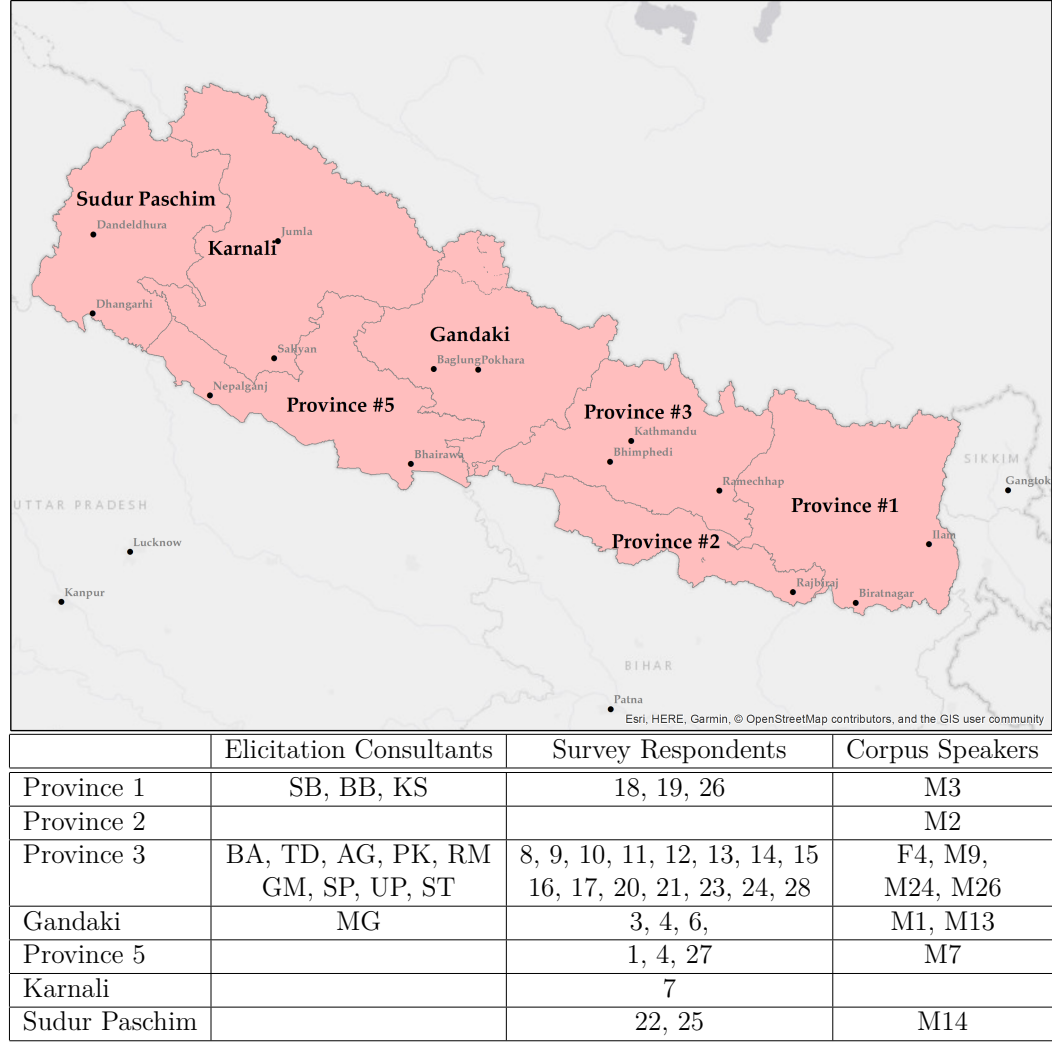 Sudur Paschim
Dandeldhura
Karnali
Jumla
Dhangarhi
Gandaki
Sallyan
Baglung
Pokhara
Nepalganj
Province #5
Province #3
Kathmandu
Bhairawa
Bhimphedi
SIKKIM
Gangtok
Ramechhap
UTTAR PRADESH
Province #1
Lucknow
Province #2
Ilam
Kanpur
Rajbiraj
Biratnagar
BIHAR
Patna
Esri, HERE, Garmin, © OpenStreetMap contributors, and the GIS user community
Elicitation Consultants Survey Respondents Corpus Speakers
Province 1 SB, BB, KS 18, 19, 26 M3
Province 2 M2
Province 3 BA, TD, AG, PK, RM 8, 9, 10, 11, 12, 13, 14, 15 F4, M9,
GM, SP, UP, ST 16, 17, 20, 21, 23, 24, 28 M24, M26
Gandaki MG 3, 4, 6, M1, M13
Province 5 1, 4, 27 M7
Karnali 7
Sudur Paschim 22, 25 M14